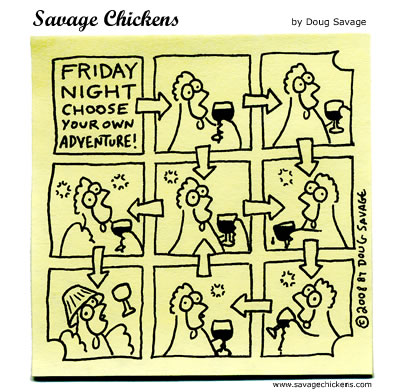 Savage Chickens
by Doug Savage
FRIDAY
NIGHT
CHOOSE
YOUR OWN
ADVENTURE!
©2008 BY DOUG SAVAGE
www.savagechickens.com